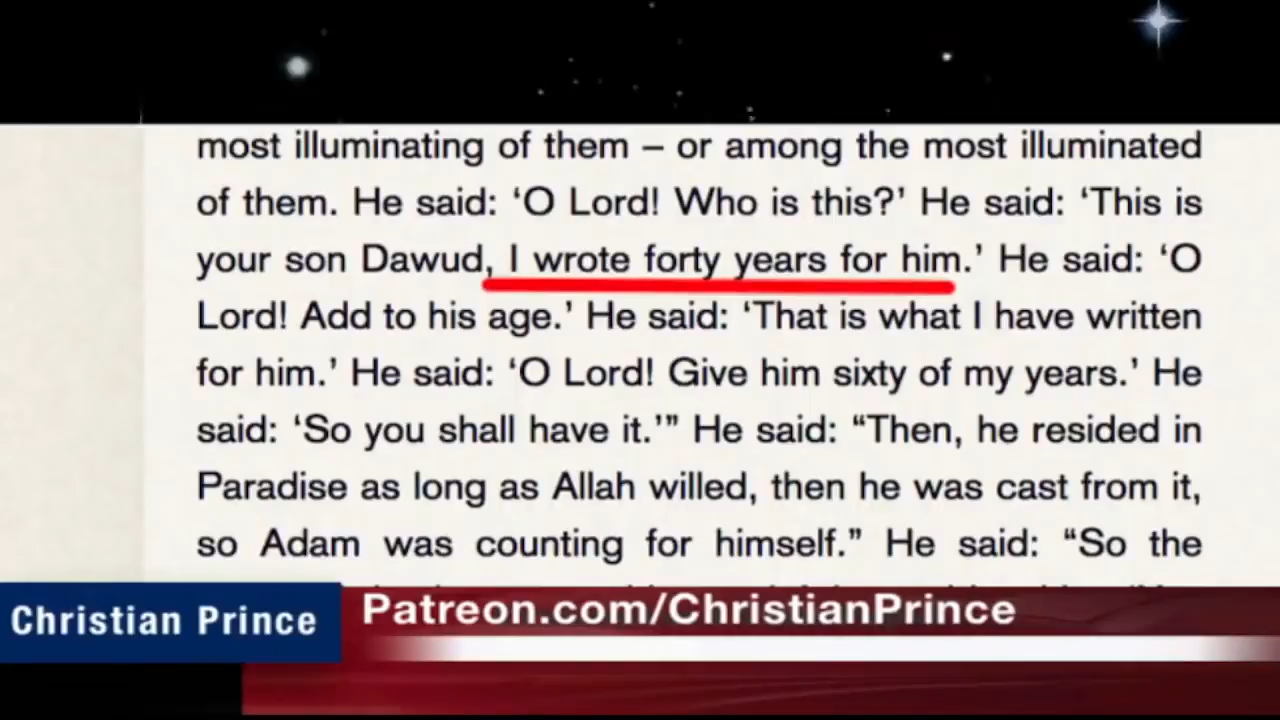 most illuminating of them – or among the most illuminated
of them. He said: ‘O Lord! Who is this?’ He said: ‘This is
your son Dawud, I wrote forty years for him.’ He said: ‘O
Lord! Add to his age.’ He said: ‘That is what I have written
for him.’ He said: ‘O Lord! Give him sixty of my years.’ He
said: ‘So you shall have it.’” He said: “Then, he resided in
Paradise as long as Allah willed, then he was cast from it,
so Adam was counting for himself.” He said: “So the
Christian Prince
Patreon.com/ChristianPrince